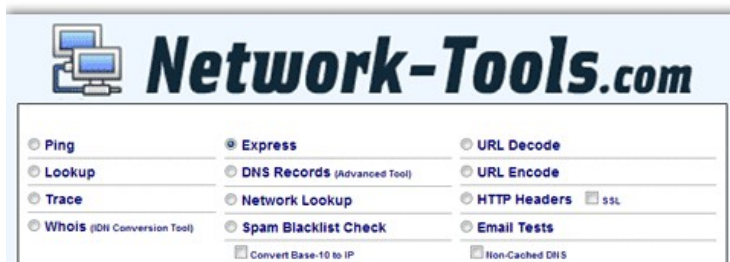 Network-Tools.com
Ping
Express
URL Decode
Lookup
DNS Records (Advanced Tool)
URL Encode
Trace
Network Lookup
HTTP Headers SSL
Whois (IDN Conversion Tool)
Spam Blacklist Check
Email Tests
Convert Base-10 to IP
Non-Cached DNS